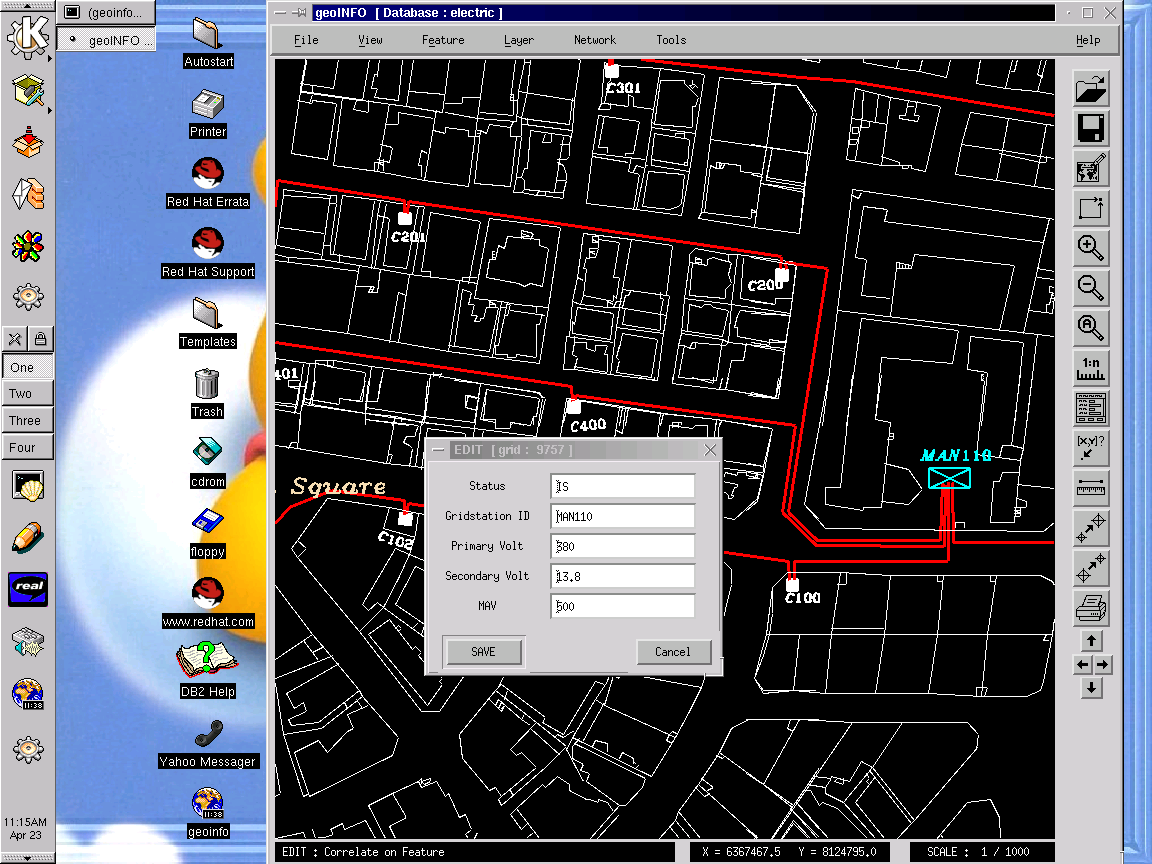 (geoinfo...
geoINFO ...
geoINFO [ Database : electric ]
File View Feature Layer Network Tools Help
Autostart
Printer
Red Hat Errata
Red Hat Support
Templates
Trash
cdrom
floppy
www.redhat.com
DB2 Help
Yahoo Messager
geoinfo
11:38
K
One
Two
Three
Four
real
11:38
11:15AM
Apr 23
C301
C201
C200
401
C400
MAN110
. Square
C102
C100
EDIT [ grid : 9757 ]
Status IS
Gridstation ID MAN110
Primary Volt 380
Secondary Volt 13.8
MAV 500
SAVE Cancel
A
1:n
[X,Y]?
EDIT : Correlate on Feature
X = 6367467.5 Y = 8124795.0
SCALE : 1 / 1000